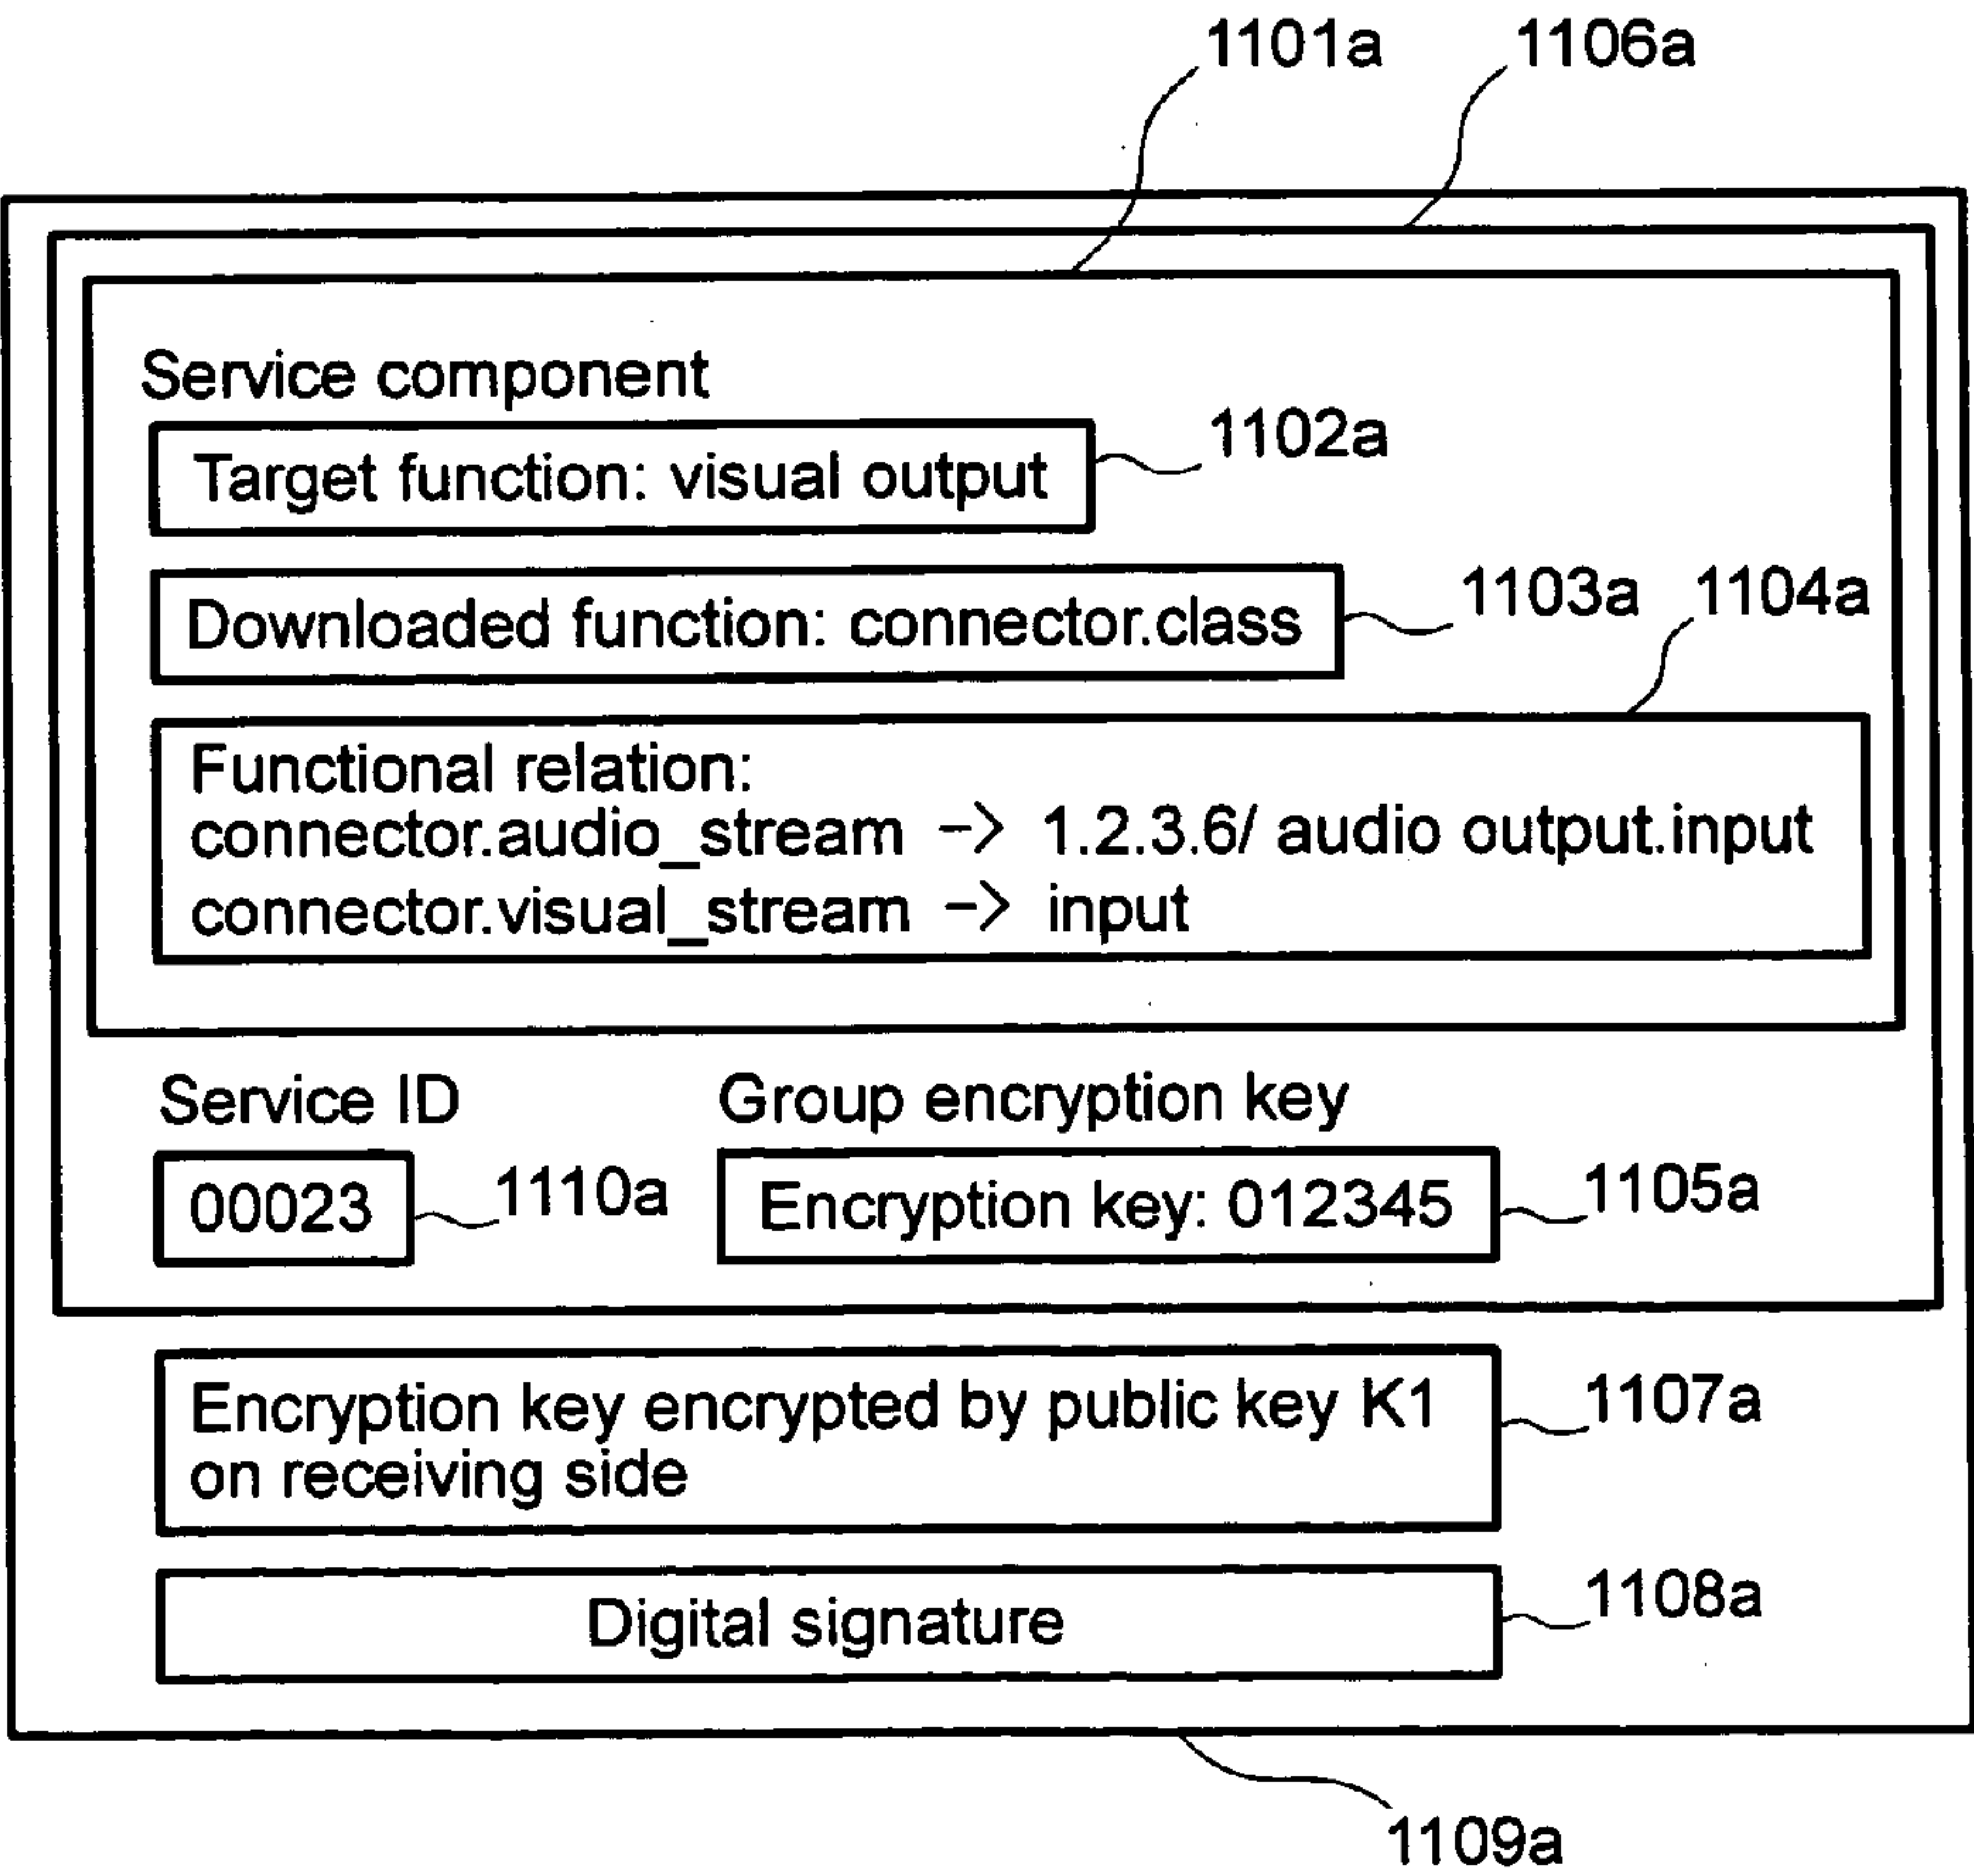 1101a
1106a
Service component
Target function: visual output
1102a
Downloaded function: connector.class
1103a
1104a
Functional relation:
connector.audio_stream -> 1.2.3.6/ audio output.input
connector.visual_stream -> input
Service ID
Group encryption key
00023
1110a
Encryption key: 012345
1105a
Encryption key encrypted by public key K1
on receiving side
1107a
Digital signature
1108a
1109a